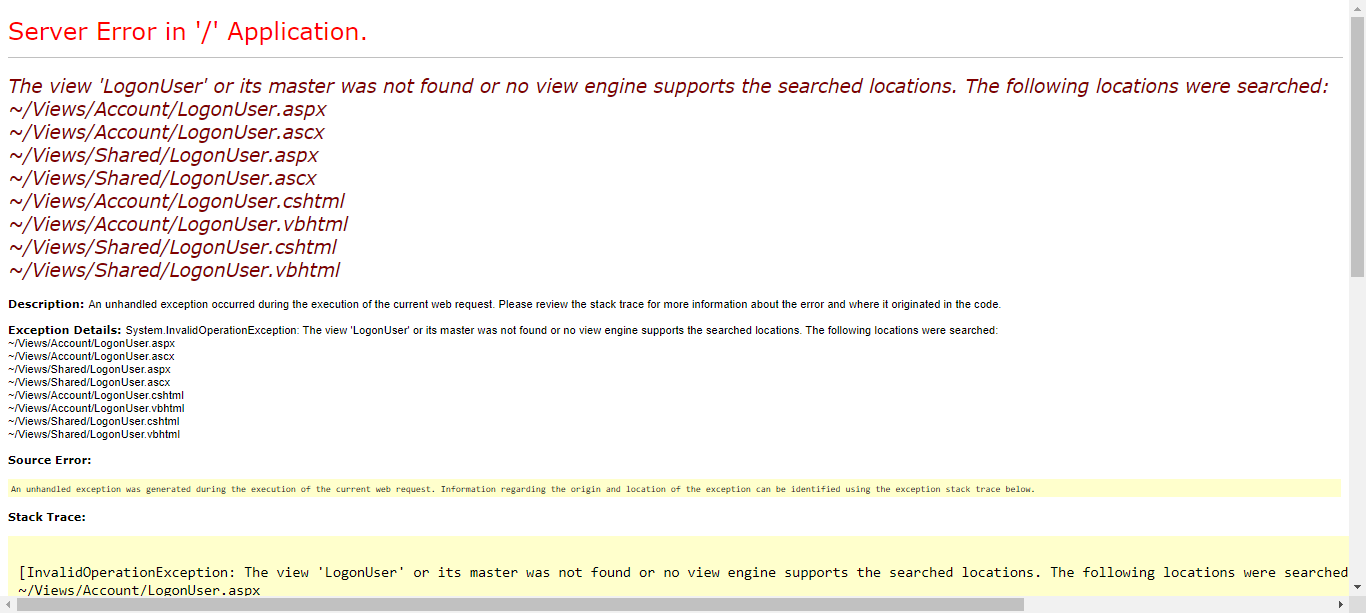 Server Error in '/' Application.
The view 'LogonUser' or its master was not found or no view engine supports the searched locations. The following locations were searched:
~/Views/Account/LogonUser.aspx
~/Views/Account/LogonUser.ascx
~/Views/Shared/LogonUser.aspx
~/Views/Shared/LogonUser.ascx
~/Views/Account/LogonUser.cshtml
~/Views/Account/LogonUser.vbhtml
~/Views/Shared/LogonUser.cshtml
~/Views/Shared/LogonUser.vbhtml
Description: An unhandled exception occurred during the execution of the current web request. Please review the stack trace for more information about the error and where it originated in the code.
Exception Details: System.InvalidOperationException: The view 'LogonUser' or its master was not found or no view engine supports the searched locations. The following locations were searched:
~/Views/Account/LogonUser.aspx
~/Views/Account/LogonUser.ascx
~/Views/Shared/LogonUser.aspx
~/Views/Shared/LogonUser.ascx
~/Views/Account/LogonUser.cshtml
~/Views/Account/LogonUser.vbhtml
~/Views/Shared/LogonUser.cshtml
~/Views/Shared/LogonUser.vbhtml
Source Error:
An unhandled exception was generated during the execution of the current web request. Information regarding the origin and location of the exception can be identified using the exception stack trace below.
Stack Trace:
[InvalidOperationException: The view 'LogonUser' or its master was not found or no view engine supports the searched locations. The following locations were searched
~/Views/Account/LogonUser.aspx